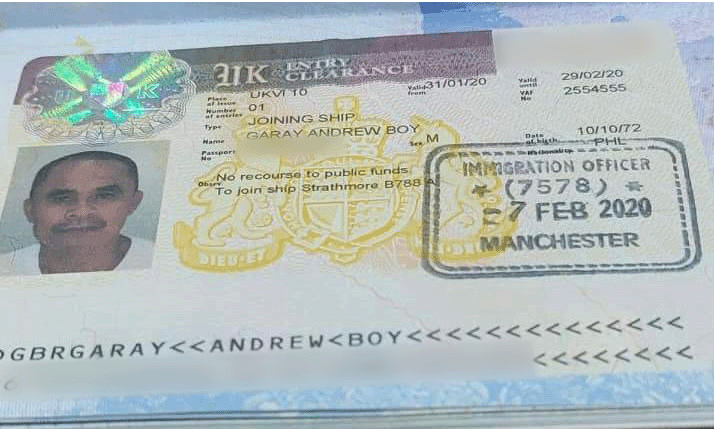 UK ENTRY CLEARANCE
Place of Issue UKVI 10 Valid from 31/01/20 Valid until 29/02/20
Number of entries 01 VAF No 2554555
Type JOINING SHIP
Name GARAY ANDREW BOY Sex M Date of birth 10/10/72
Passport No Nationality PHL
Observ. No recourse to public funds.
To join ship Strathmore B788
DIEU·ET
IMMIGRATION OFFICER
* (7578) *
-7 FEB 2020
MANCHESTER
GBRGARAY<<ANDREW<BOY<<<<<<<<<<<<<<<
<<<<<<<<